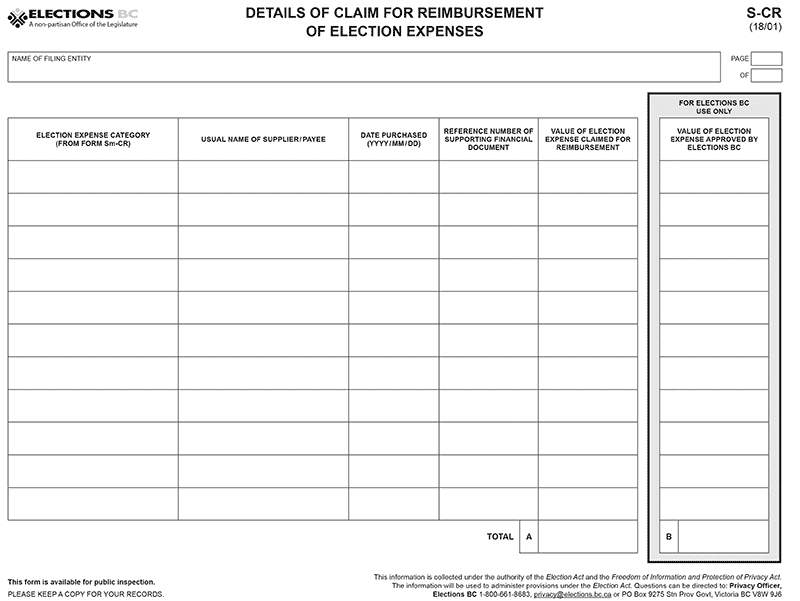 ELECTIONS BC
A non-partisan Office of the Legislature
DETAILS OF CLAIM FOR REIMBURSEMENT
OF ELECTION EXPENSES
S-CR
(18/01)
NAME OF FILING ENTITY
PAGE
OF
FOR ELECTIONS BC
USE ONLY
ELECTION EXPENSE CATEGORY
(FROM FORM Sm-CR)
USUAL NAME OF SUPPLIER/PAYEE
DATE PURCHASED
(YYYY/MM/DD)
REFERENCE NUMBER OF
SUPPORTING FINANCIAL
DOCUMENT
VALUE OF ELECTION
EXPENSE CLAIMED FOR
REIMBURSEMENT
VALUE OF ELECTION
EXPENSE APPROVED BY
ELECTIONS BC
TOTAL A
B
This form is available for public inspection.
PLEASE KEEP A COPY FOR YOUR RECORDS.
This information is collected under the authority of the Election Act and the Freedom of Information and Protection of Privacy Act.
The information will be used to administer provisions under the Election Act. Questions can be directed to: Privacy Officer,
Elections BC 1-800-661-8683, privacy@elections.bc.ca or PO Box 9275 Stn Prov Govt, Victoria BC V8W 9J6